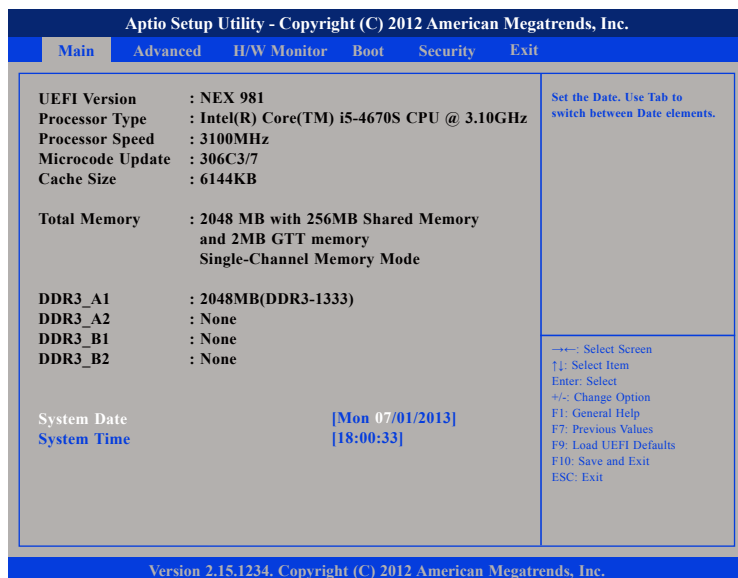 Aptio Setup Utility - Copyright (C) 2012 American Megatrends, Inc.
Main Advanced H/W Monitor Boot Security Exit
UEFI Version : NEX 981
Processor Type : Intel(R) Core(TM) i5-4670S CPU @ 3.10GHz
Processor Speed : 3100MHz
Microcode Update : 306C3/7
Cache Size : 6144KB
Total Memory : 2048 MB with 256MB Shared Memory
and 2MB GTT memory
Single-Channel Memory Mode
DDR3_A1 : 2048MB(DDR3-1333)
DDR3_A2 : None
DDR3_B1 : None
DDR3_B2 : None
System Date [Mon 07/01/2013]
System Time [18:00:33]
Set the Date. Use Tab to
switch between Date elements.
→←: Select Screen
↑↓: Select Item
Enter: Select
+/-: Change Option
F1: General Help
F7: Previous Values
F9: Load UEFI Defaults
F10: Save and Exit
ESC: Exit
Version 2.15.1234. Copyright (C) 2012 American Megatrends, Inc.